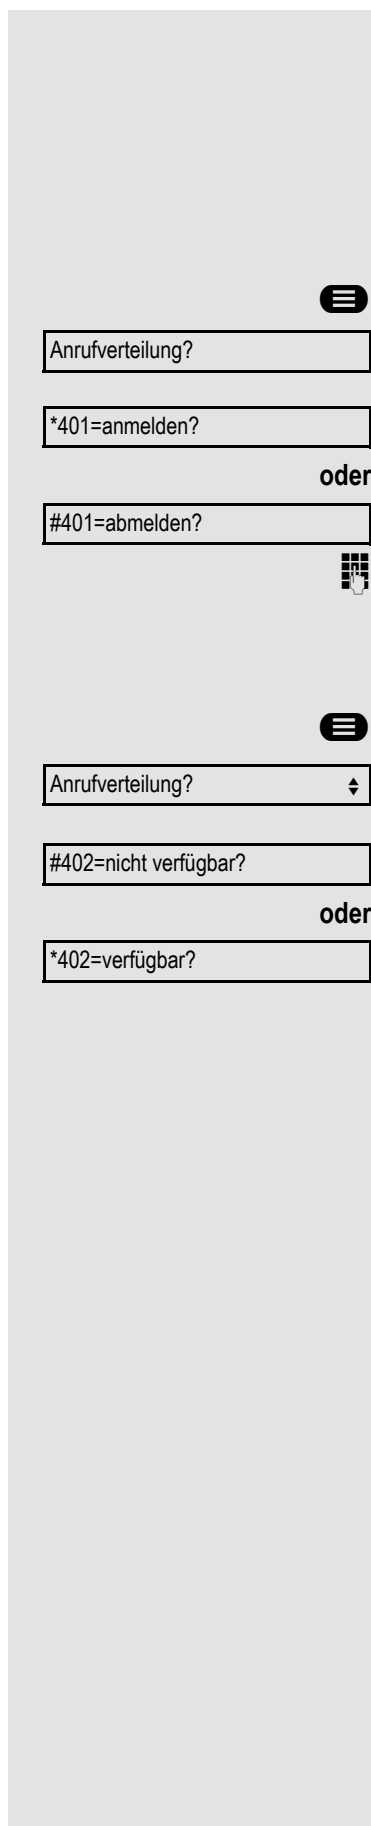 Anrufverteilung?
*401=anmelden?
oder
#401=abmelden?
Anrufverteilung?
#402=nicht verfügbar?
oder
*402=verfügbar?